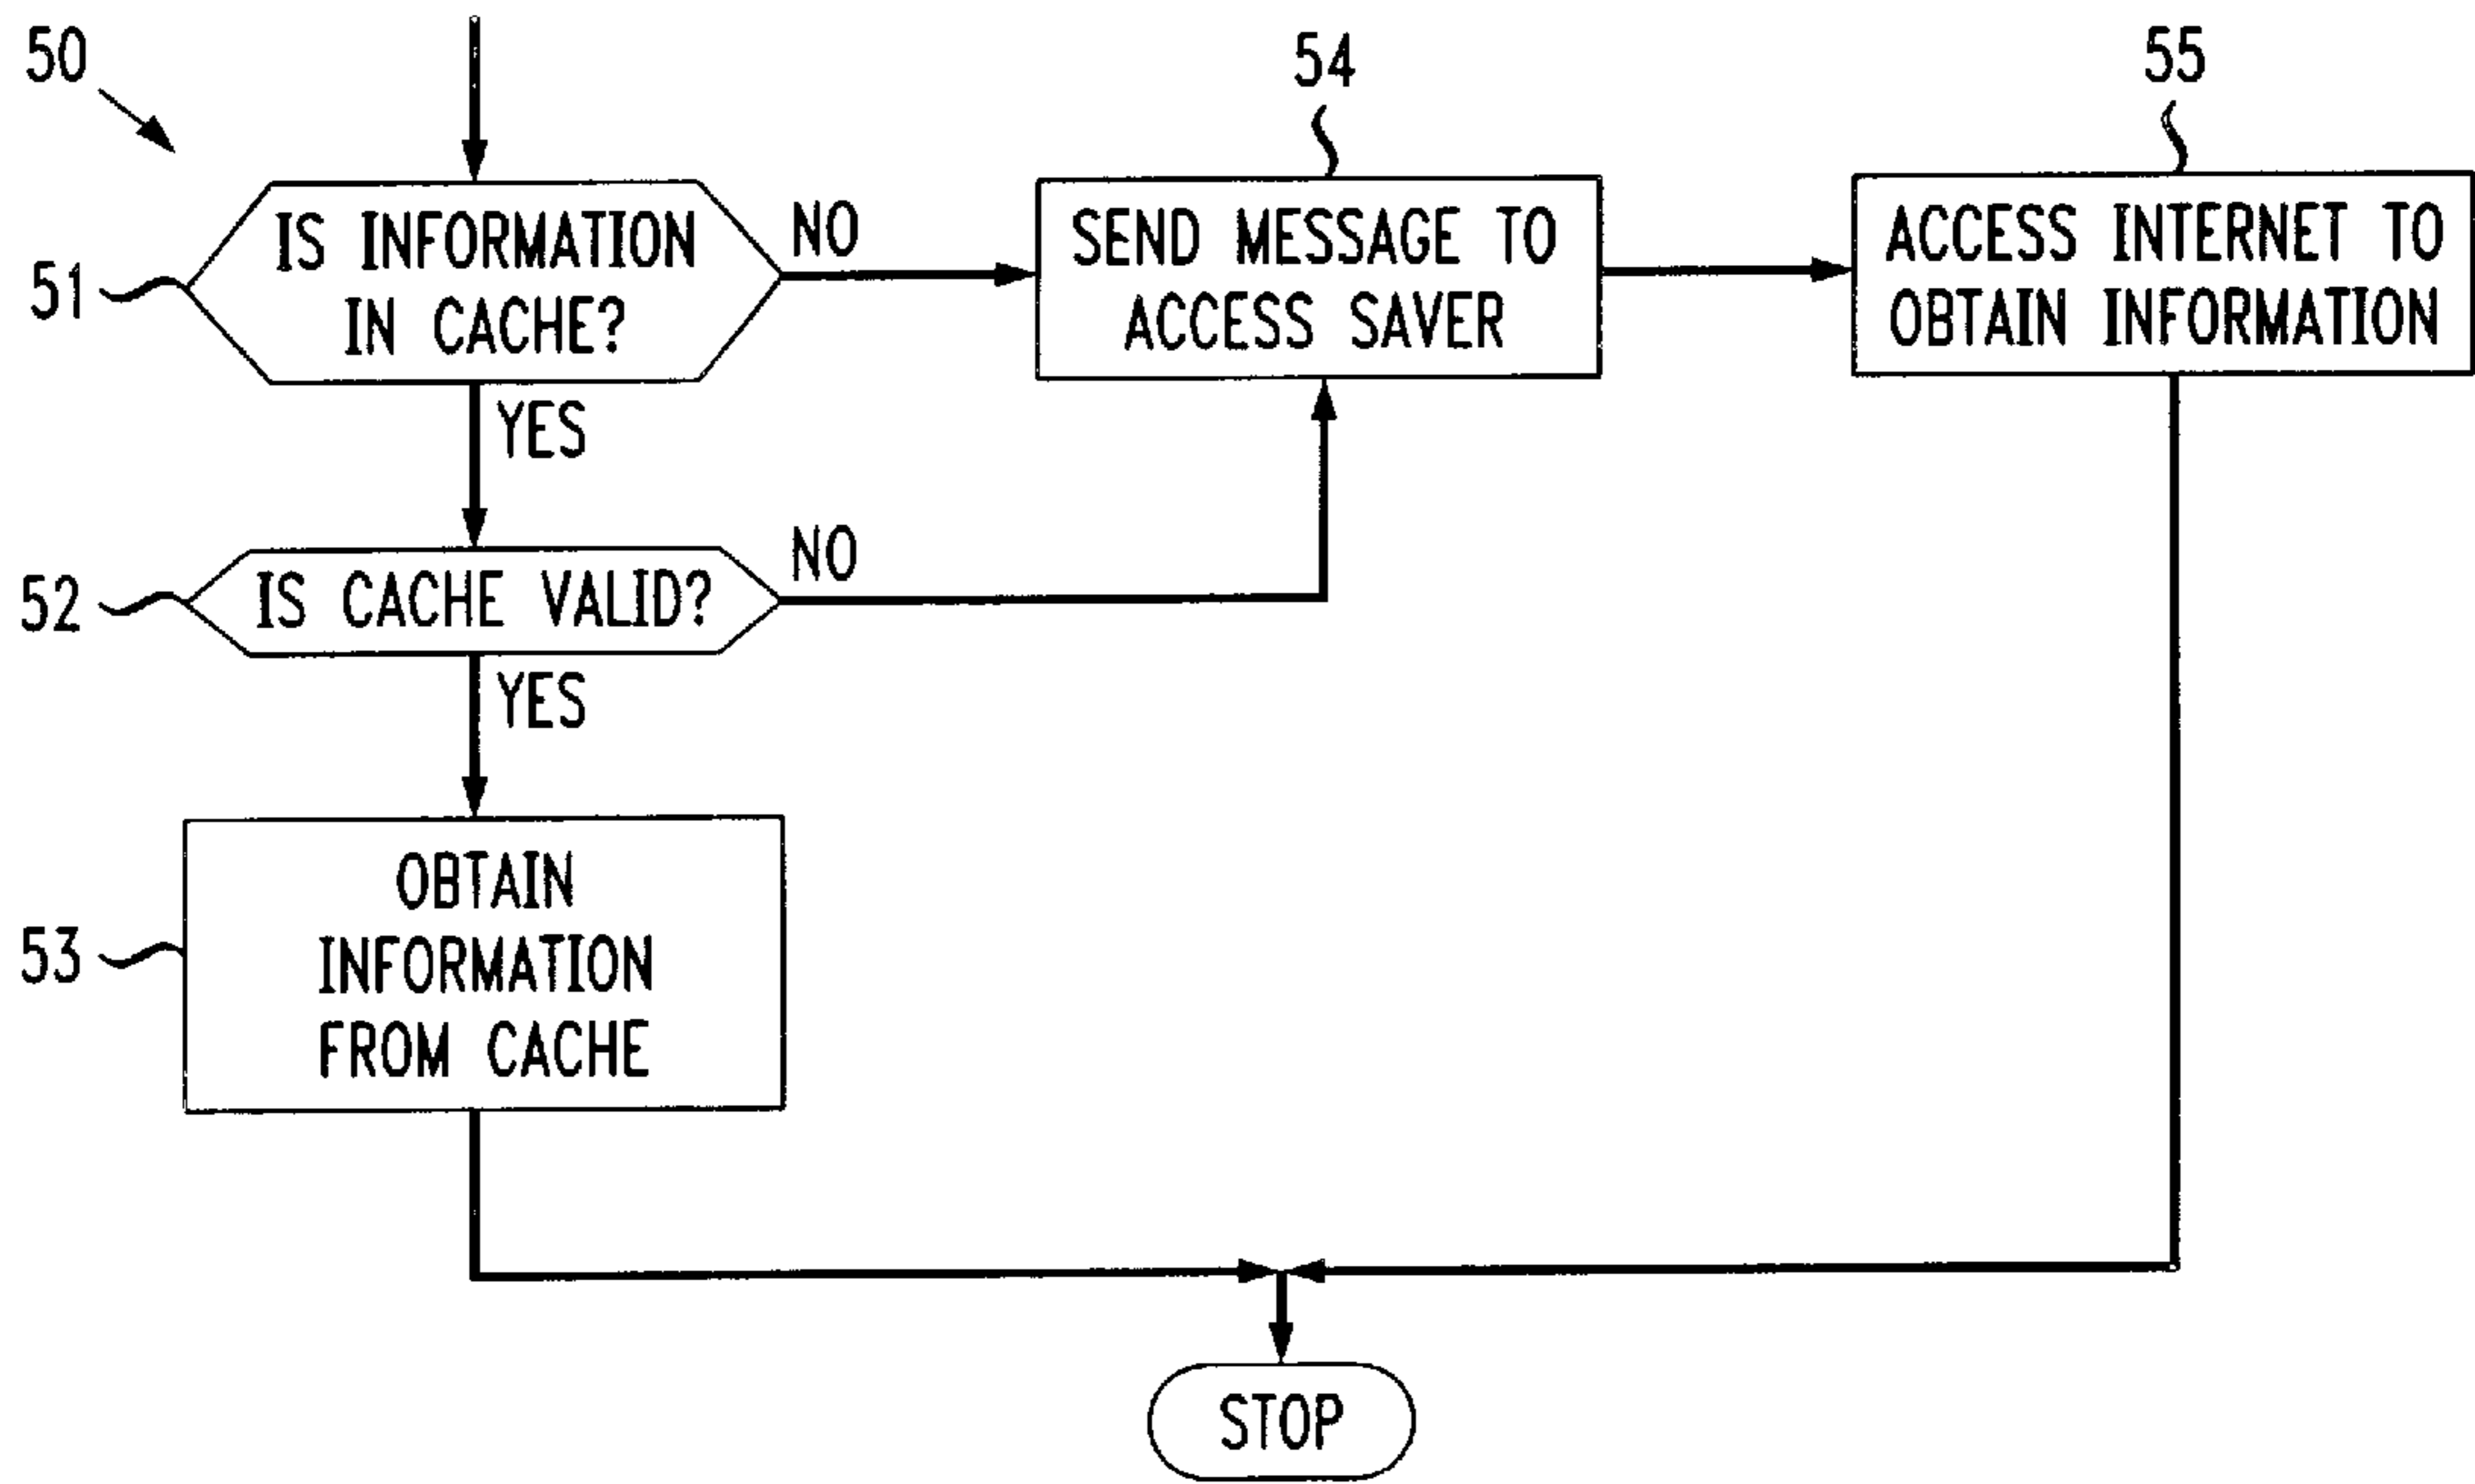 50
54
55
51
IS INFORMATION
IN CACHE?
NO
YES
SEND MESSAGE TO
ACCESS SAVER
ACCESS INTERNET TO
OBTAIN INFORMATION
52
IS CACHE VALID?
NO
YES
53
OBTAIN
INFORMATION
FROM CACHE
STOP